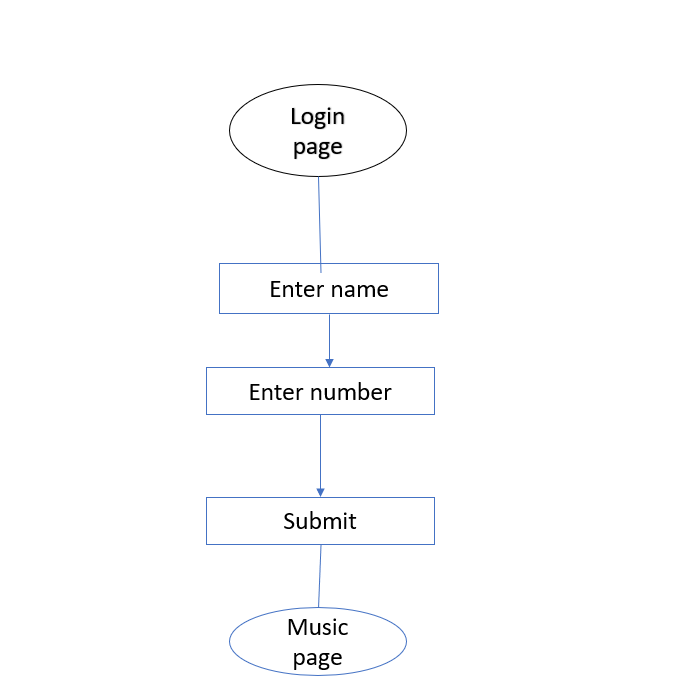 Login
page
Enter name
Enter number
Submit
Music
page